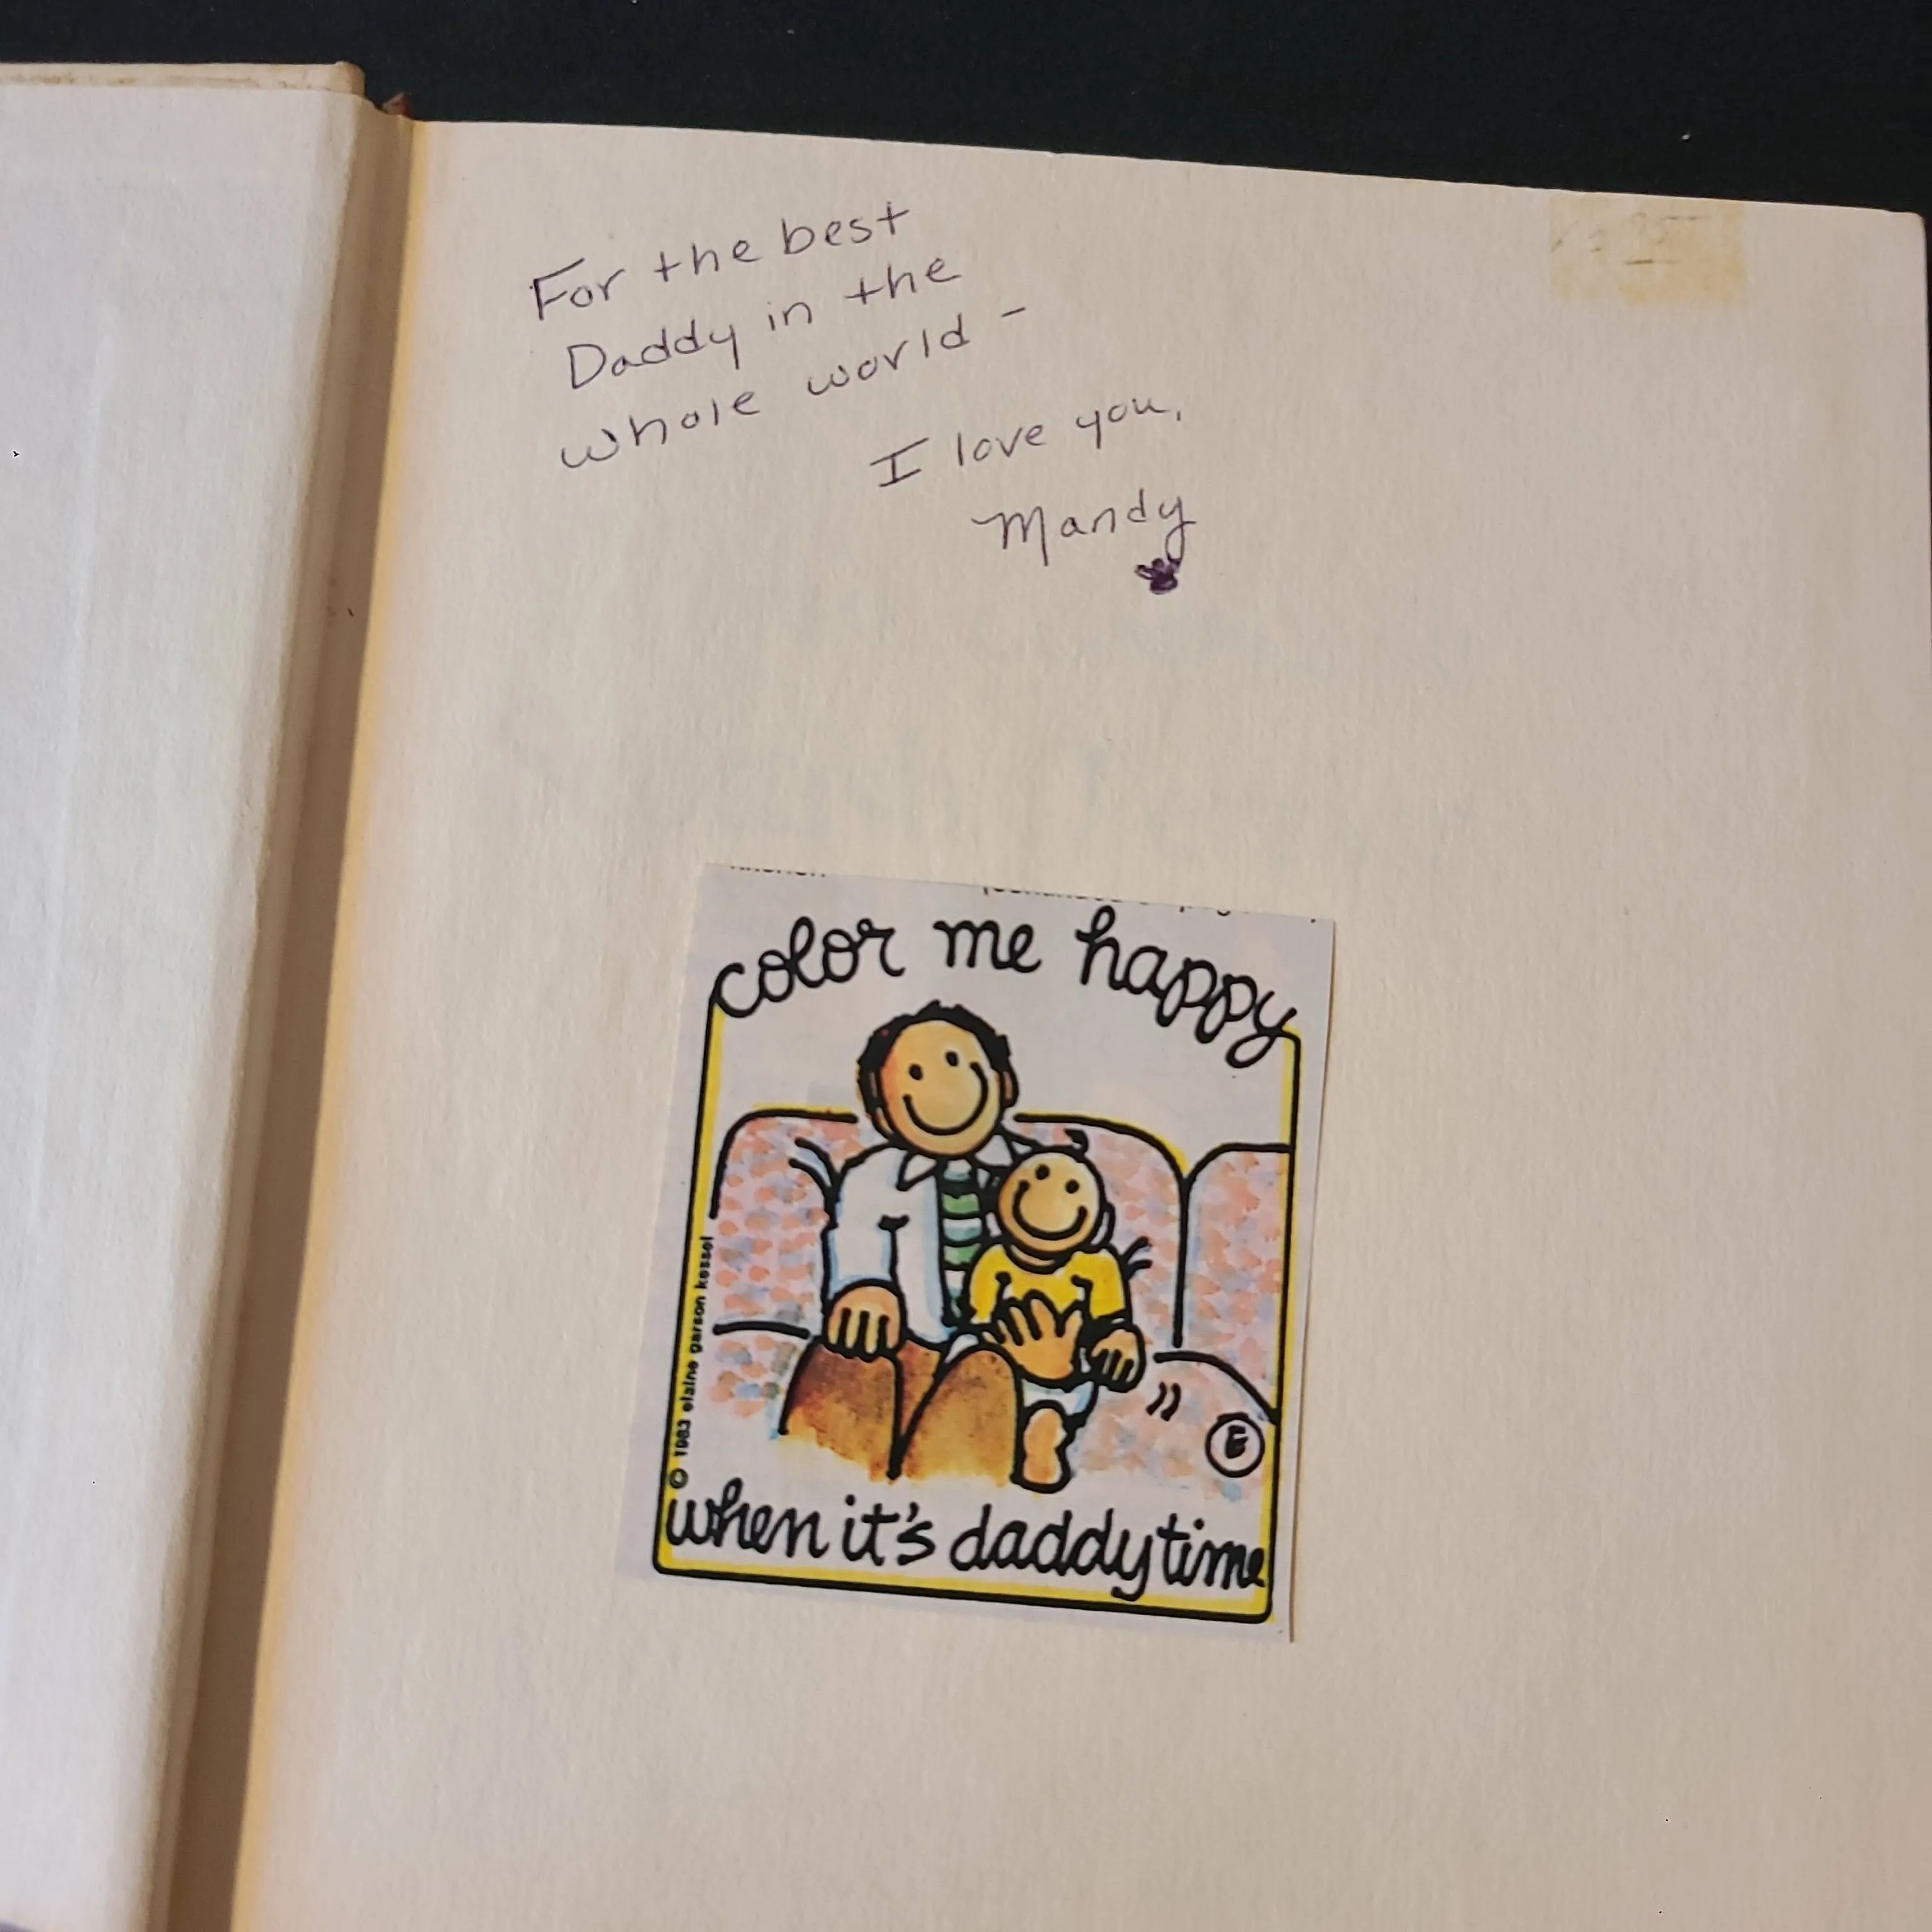 For the best
Daddy in the
whole world -
I love you,
Mandy
color me happy
© 1983 elaine garson kessel
E
when it's daddy time